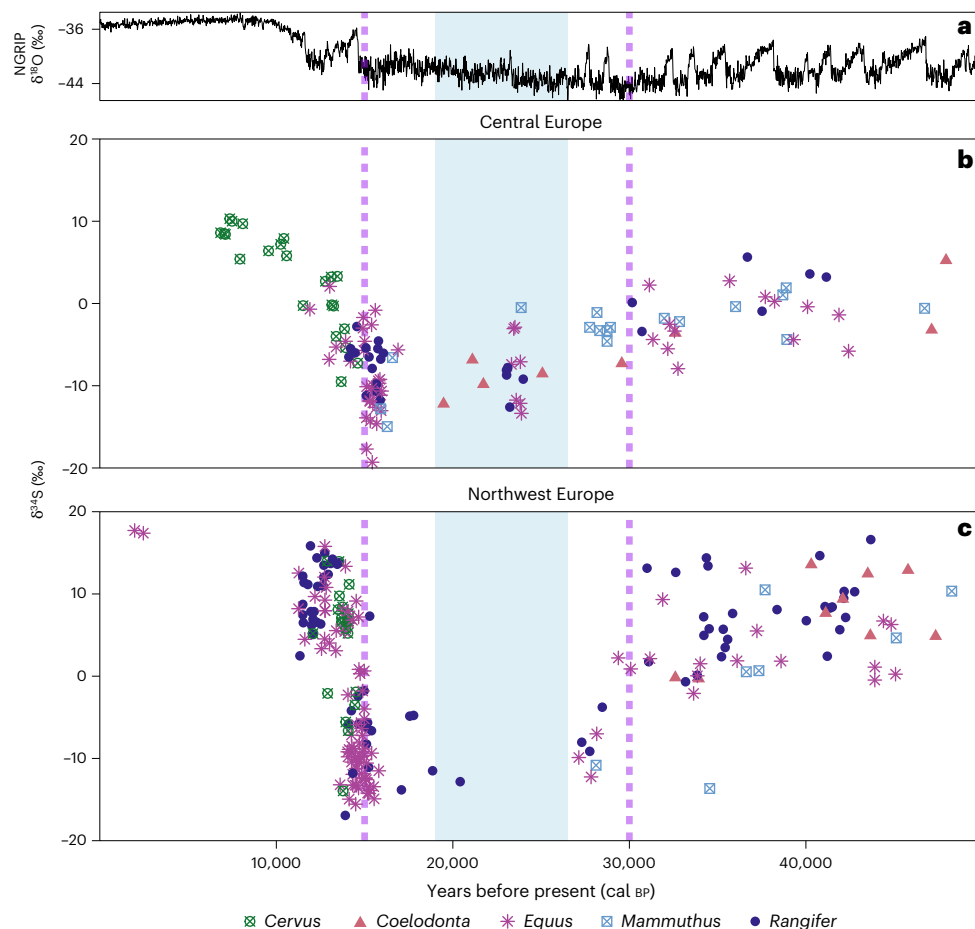 a
NGRIP
δ18O (‰)
−36
−44
Central Europe
b
20
10
0
−10
−20
δ34S (‰)
Northwest Europe
c
20
10
0
−10
−20
10,000 20,000 30,000 40,000
Years before present (cal BP)
Cervus Coelodonta Equus Mammuthus Rangifer